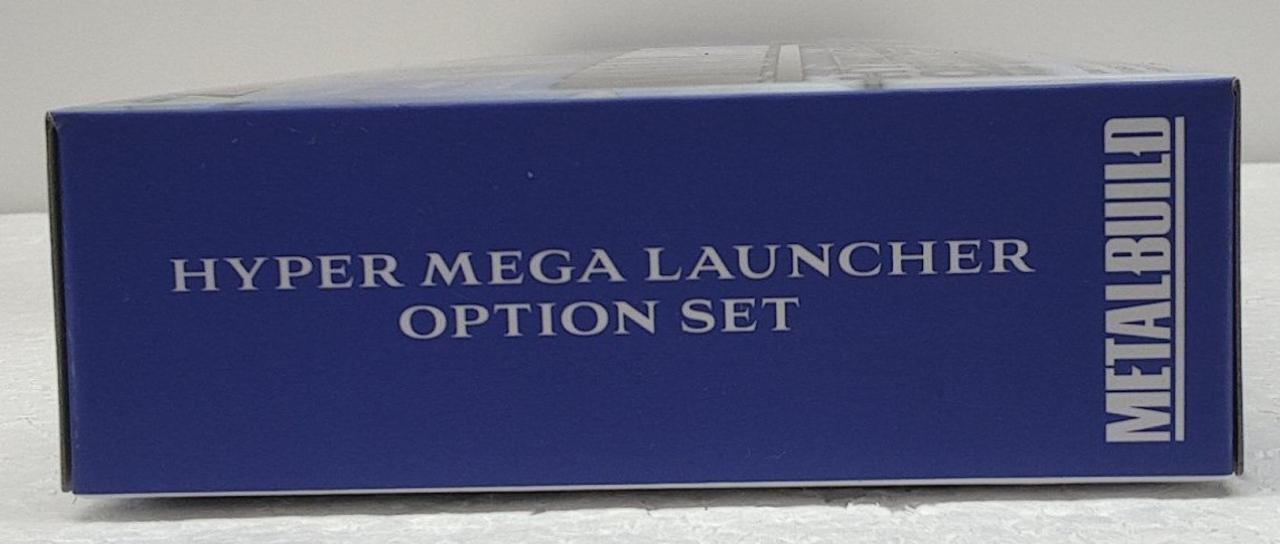 HYPER MEGA LAUNCHER
OPTION SET
METALBUILD